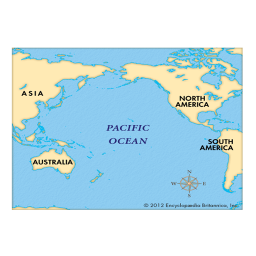 ASIA
NORTH
AMERICA
PACIFIC
OCEAN
SOUTH
AMERICA
AUSTRALIA
N
W
E
S
© 2012 Encyclopædia Britannica, Inc.